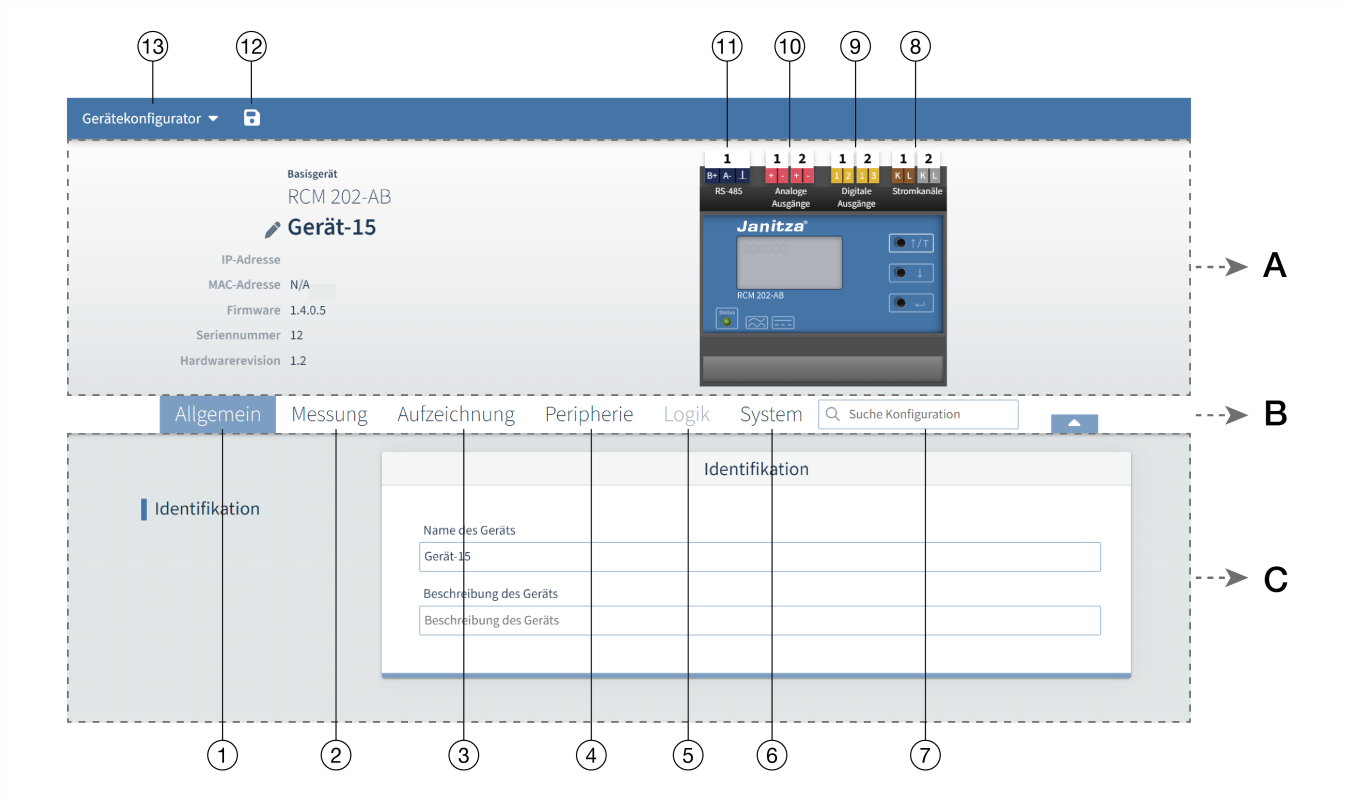 13 12 11 10 9 8
Gerätekonfigurator
1 1 2 1 2 1 2
B+ A- ⊥ + - + - 1 2 1 3 K L K L
RS-485 Analoge Ausgänge Digitale Ausgänge Stromkanäle
Basisgerät
RCM 202-AB
Gerät-15
IP-Adresse
MAC-Adresse N/A
Firmware 1.4.0.5
Seriennummer 12
Hardwarerevision 1.2
Janitza®
000000
↑/T
↓
RCM 202-AB
Status
A
Allgemein Messung Aufzeichnung Peripherie Logik System Suche Konfiguration
B
Identifikation
Identifikation
Name des Geräts
Gerät-15
Beschreibung des Geräts
Beschreibung des Geräts
C
1 2 3 4 5 6 7